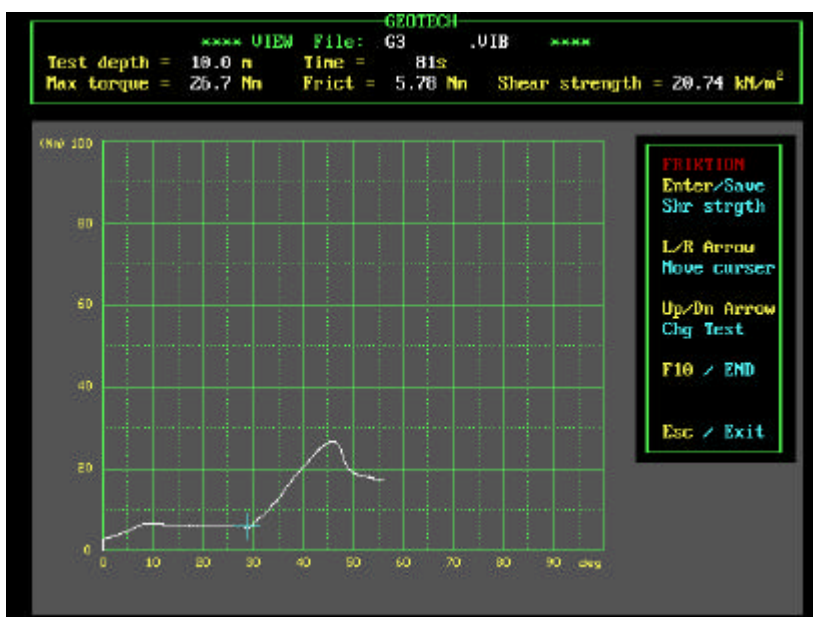 GEOTECH
**** VIEW File: G3 .VIB ****
Test depth = 10.0 m Time = 81s
Max torque = 26.7 Nm Frict = 5.78 Nm Shear strength = 20.74 kN/m²
(Nm) 100
80
60
40
20
0
0 10 20 30 40 50 60 70 80 90 deg
FRIKTION
Enter/Save
Shr strgth
L/R Arrow
Move curser
Up/Dn Arrow
Chg Test
F10 / END
Esc / Exit